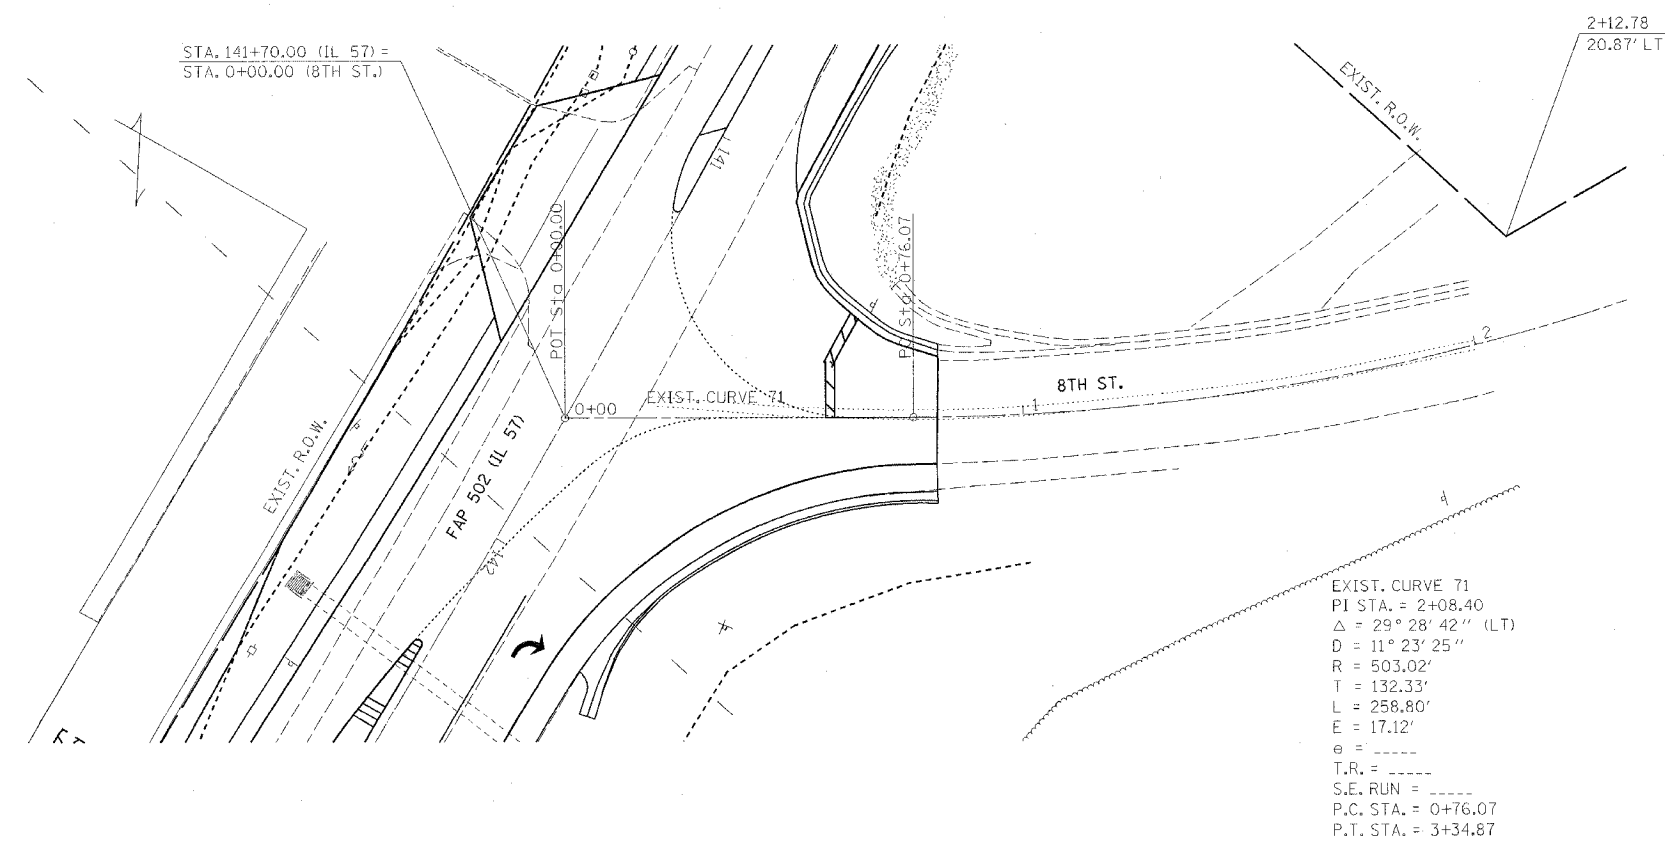 2+12.78
20.87' LT
STA. 141+70.00 (IL 57) =
STA. 0+00.00 (8TH ST.)
EXIST. R.O.W.
141
POT Sta 0+00.00
Sta 0+76.07
2
1
8TH ST.
EXIST. CURVE 71
0+00
EXIST. R.O.W.
FAP 502 (IL 57)
142
EXIST. CURVE 71
PI STA. = 2+08.40
Δ = 29° 28' 42" (LT)
D = 11° 23' 25"
R = 503.02'
T = 132.33'
L = 258.80'
E = 17.12'
e = _____
T.R. = _____
S.E. RUN = _____
P.C. STA. = 0+76.07
P.T. STA. = 3+34.87